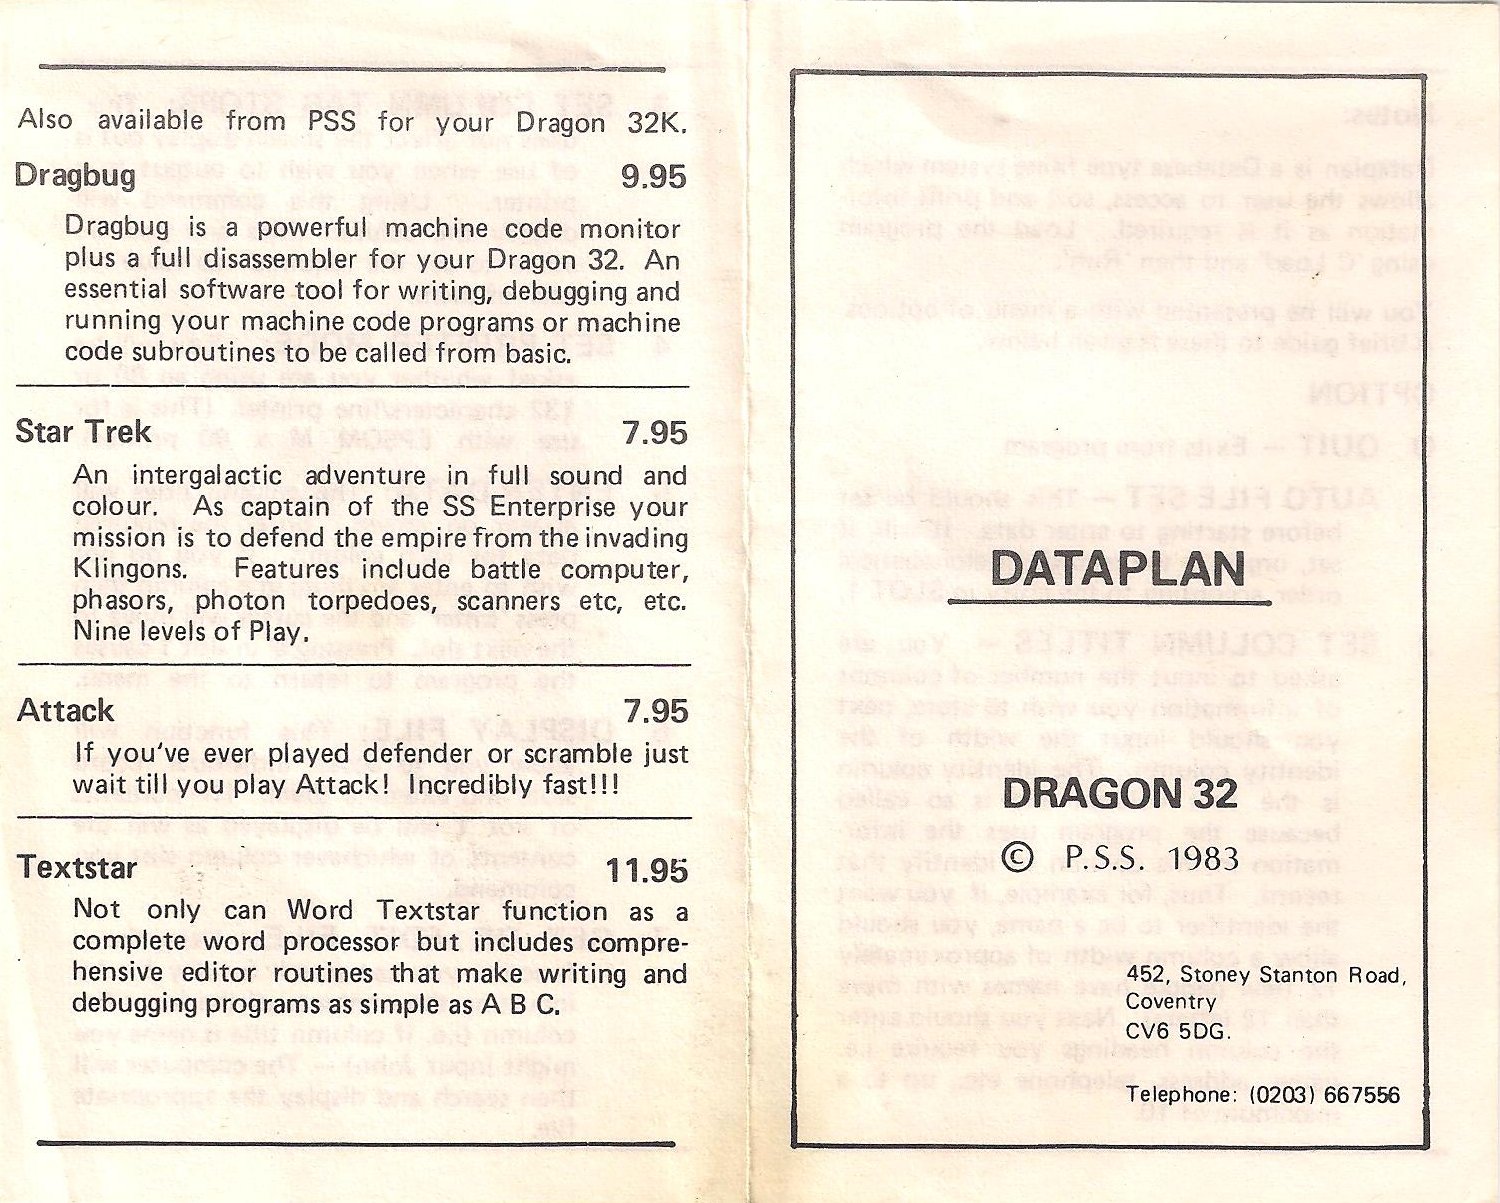 Also available from PSS for your Dragon 32K.
Dragbug 9.95
Dragbug is a powerful machine code monitor
plus a full disassembler for your Dragon 32. An
essential software tool for writing, debugging and
running your machine code programs or machine
code subroutines to be called from basic.
Star Trek 7.95
An intergalactic adventure in full sound and
colour. As captain of the SS Enterprise your
mission is to defend the empire from the invading
Klingons. Features include battle computer,
phasors, photon torpedoes, scanners etc, etc.
Nine levels of Play.
Attack 7.95
If you've ever played defender or scramble just
wait till you play Attack! Incredibly fast!!!
Textstar 11.95
Not only can Word Textstar function as a
complete word processor but includes compre-
hensive editor routines that make writing and
debugging programs as simple as A B C.
DATAPLAN
DRAGON 32
© P.S.S. 1983
452, Stoney Stanton Road,
Coventry
CV6 5DG.
Telephone: (0203) 667556